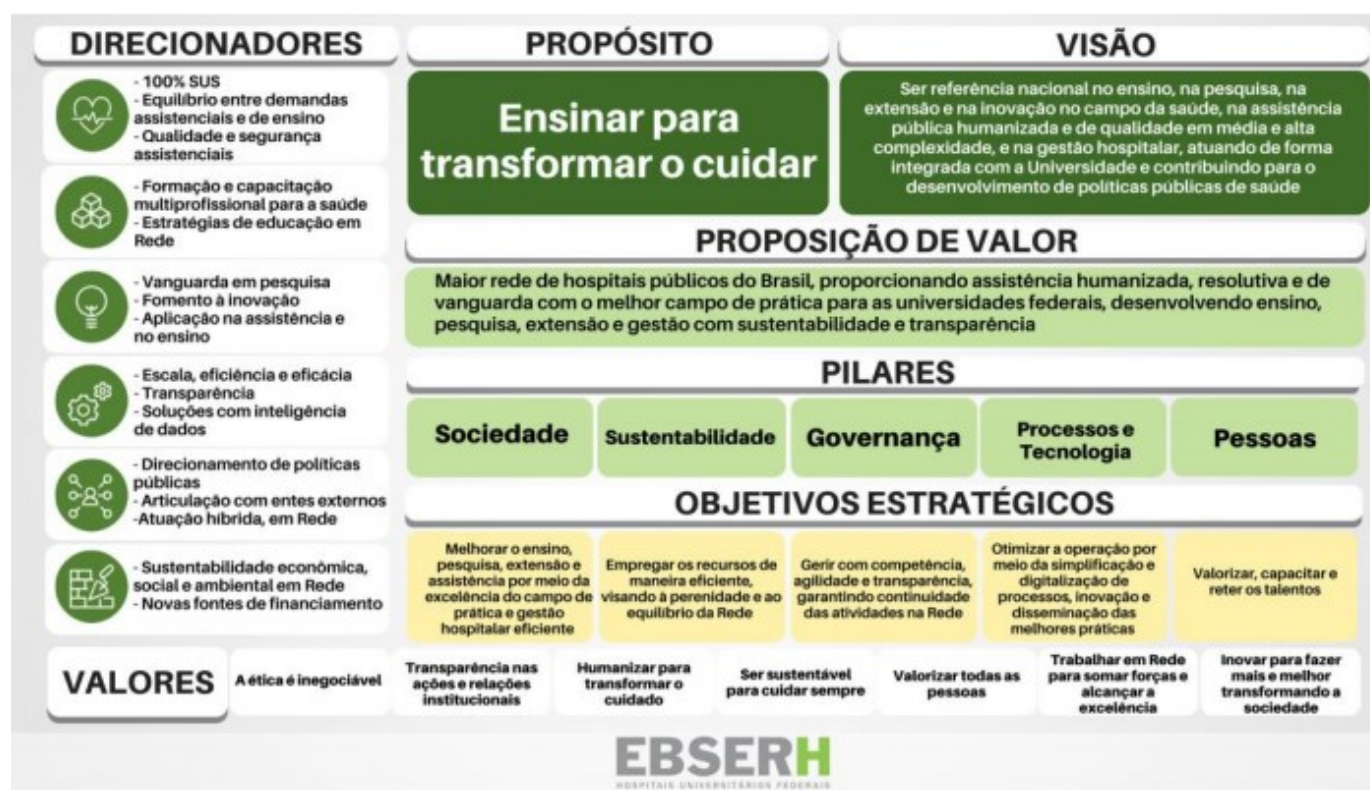 DIRECIONADORES
- 100% SUS
- Equilíbrio entre demandas
assistenciais e de ensino
- Qualidade e segurança
assistenciais
- Formação e capacitação
multiprofissional para a saúde
- Estratégias de educação em
Rede
- Vanguarda em pesquisa
- Fomento à inovação
- Aplicação na assistência e
no ensino
- Escala, eficiência e eficácia
- Transparência
- Soluções com inteligência
de dados
- Direcionamento de políticas
públicas
- Articulação com entes externos
-Atuação híbrida, em Rede
- Sustentabilidade econômica,
social e ambiental em Rede
- Novas fontes de financiamento
PROPÓSITO
Ensinar para
transformar o cuidar
VISÃO
Ser referência nacional no ensino, na pesquisa, na
extensão e na inovação no campo da saúde, na assistência
pública humanizada e de qualidade em média e alta
complexidade, e na gestão hospitalar, atuando de forma
integrada com a Universidade e contribuindo para o
desenvolvimento de políticas públicas de saúde
PROPOSIÇÃO DE VALOR
Maior rede de hospitais públicos do Brasil, proporcionando assistência humanizada, resolutiva e de
vanguarda com o melhor campo de prática para as universidades federais, desenvolvendo ensino,
pesquisa, extensão e gestão com sustentabilidade e transparência
PILARES
Sociedade
Sustentabilidade
Governança
Processos e
Tecnologia
Pessoas
OBJETIVOS ESTRATÉGICOS
Melhorar o ensino,
pesquisa, extensão e
assistência por meio da
excelência do campo de
prática e gestão
hospitalar eficiente
Empregar os recursos de
maneira eficiente,
visando à perenidade e ao
equilíbrio da Rede
Gerir com competência,
agilidade e transparência,
garantindo continuidade
das atividades na Rede
Otimizar a operação por
meio da simplificação e
digitalização de
processos, inovação e
disseminação das
melhores práticas
Valorizar, capacitar e
reter os talentos
VALORES
A ética é inegociável
Transparência nas
ações e relações
institucionais
Humanizar para
transformar o
cuidado
Ser sustentável
para cuidar sempre
Valorizar todas as
pessoas
Trabalhar em Rede
para somar forças e
alcançar a
excelência
Inovar para fazer
mais e melhor
transformando a
sociedade
EBSERH
HOSPITAIS UNIVERSITÁRIOS FEDERAIS